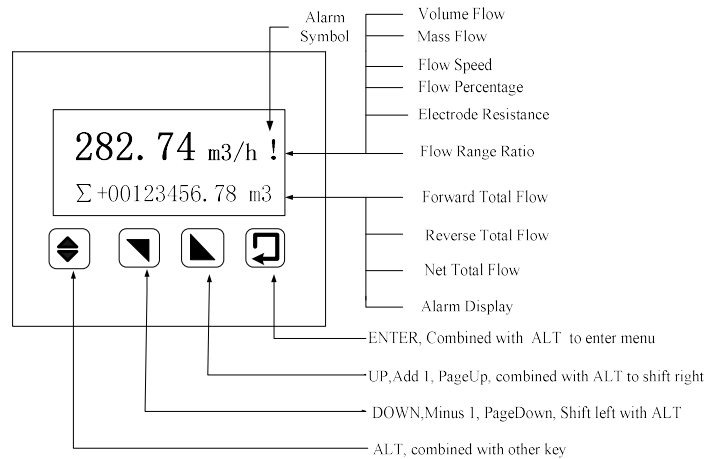 Alarm
Symbol
Volume Flow
Mass Flow
Flow Speed
Flow Percentage
Electrode Resistance
Flow Range Ratio
282.74 m3/h !
Σ+00123456.78 m3
Forward Total Flow
Reverse Total Flow
Net Total Flow
Alarm Display
ENTER, Combined with ALT to enter menu
UP,Add 1, PageUp, combined with ALT to shift right
DOWN,Minus 1, PageDown, Shift left with ALT
ALT, combined with other key